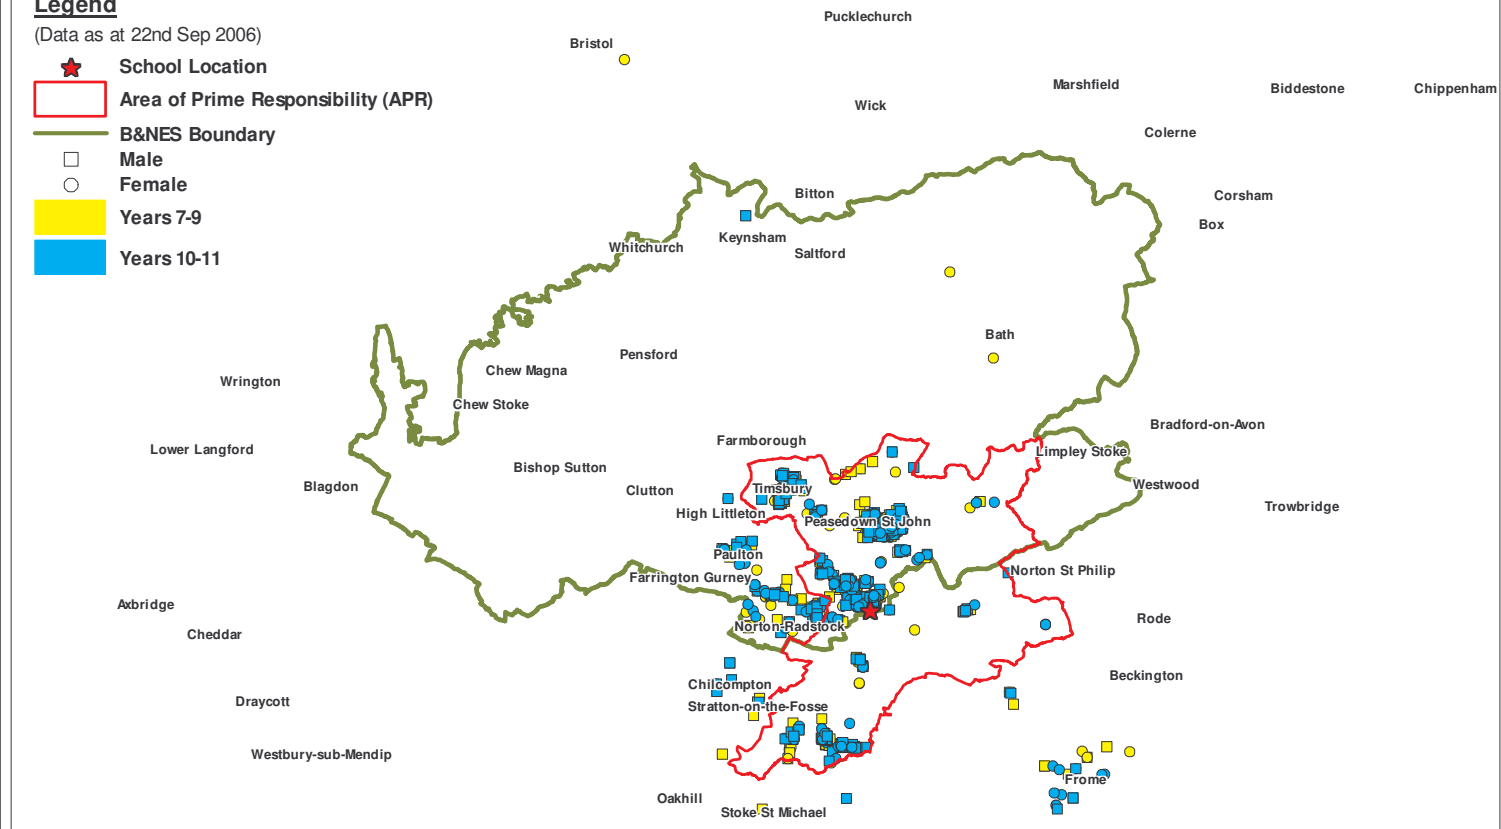 Legend
(Data as at 22nd Sep 2006)
School Location
Area of Prime Responsibility (APR)
B&NES Boundary
Male
Female
Years 7-9
Years 10-11
Pucklechurch
Bristol
Marshfield
Biddestone
Chippenham
Wick
Colerne
Bitton
Corsham
Box
Keynsham
Whitchurch
Saltford
Bath
Pensford
Chew Magna
Wrington
Chew Stoke
Bradford-on-Avon
Farmborough
Lower Langford
Limpley Stoke
Bishop Sutton
Westwood
Blagdon
Clutton
Timsbury
Trowbridge
High Littleton
Peasedown St John
Paulton
Norton St Philip
Farrington Gurney
Axbridge
Rode
Cheddar
Norton-Radstock
Beckington
Chilcompton
Draycott
Stratton-on-the-Fosse
Westbury-sub-Mendip
Frome
Oakhill
Stoke St Michael